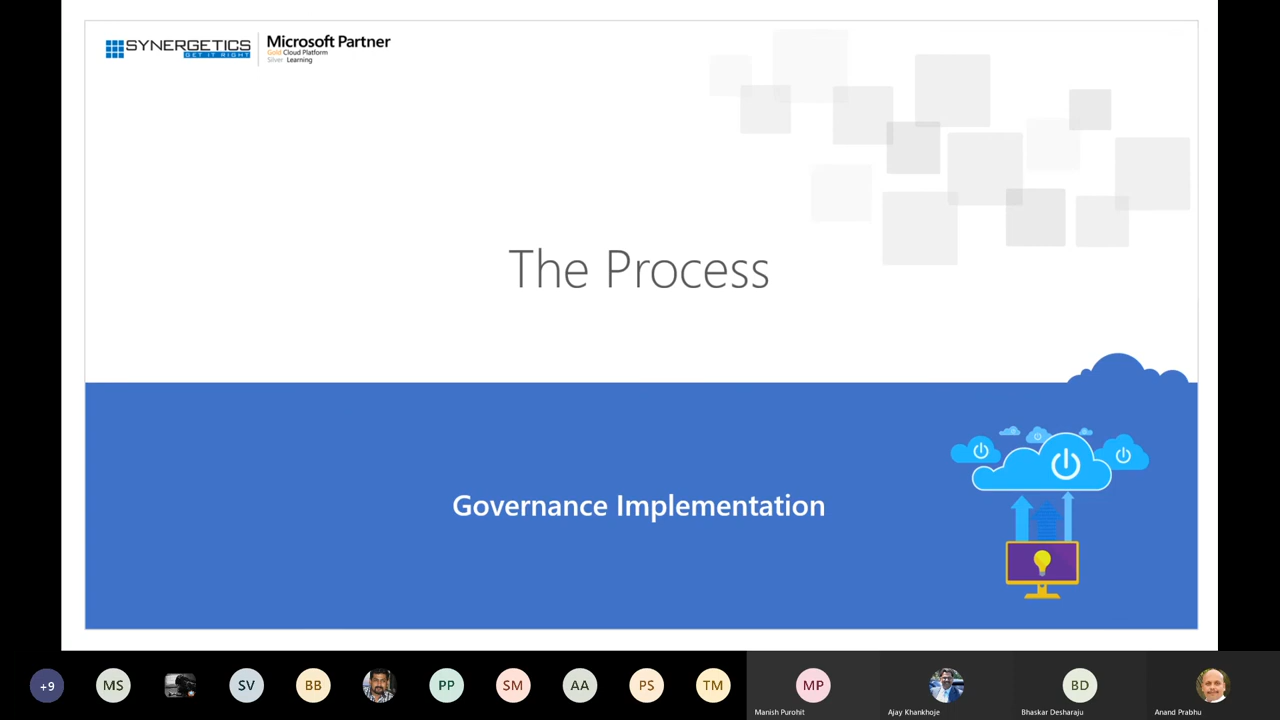 SYNERGETICS
GET IT RIGHT
Microsoft Partner
Gold Cloud Platform
Silver Learning
The Process
Governance Implementation
+9
MS
SV
BB
PP
SM
AA
PS
TM
MP
BD
Manish Purohit
Ajay Khankhoje
Bhaskar Desharaju
Anand Prabhu